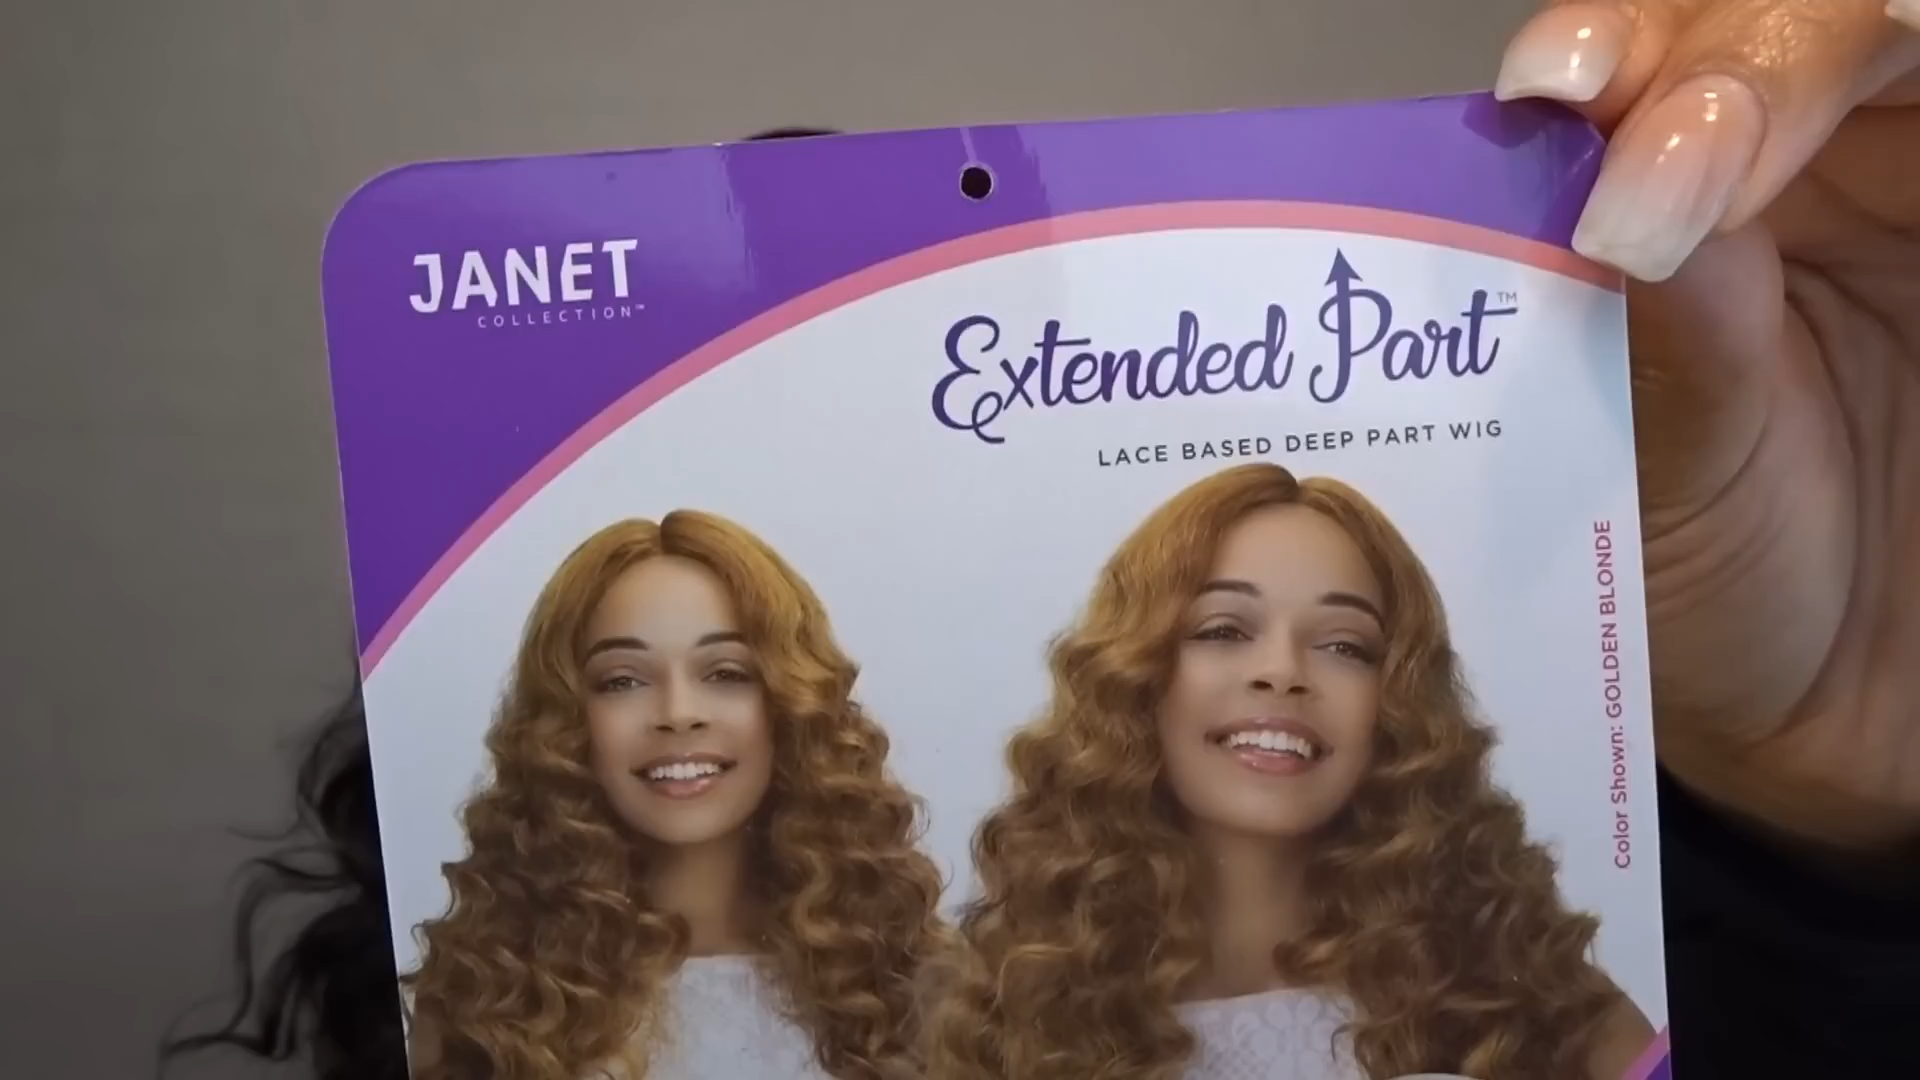 JANET
COLLECTION™
Extended Part™
LACE BASED DEEP PART WIG
Color Shown: GOLDEN BLONDE